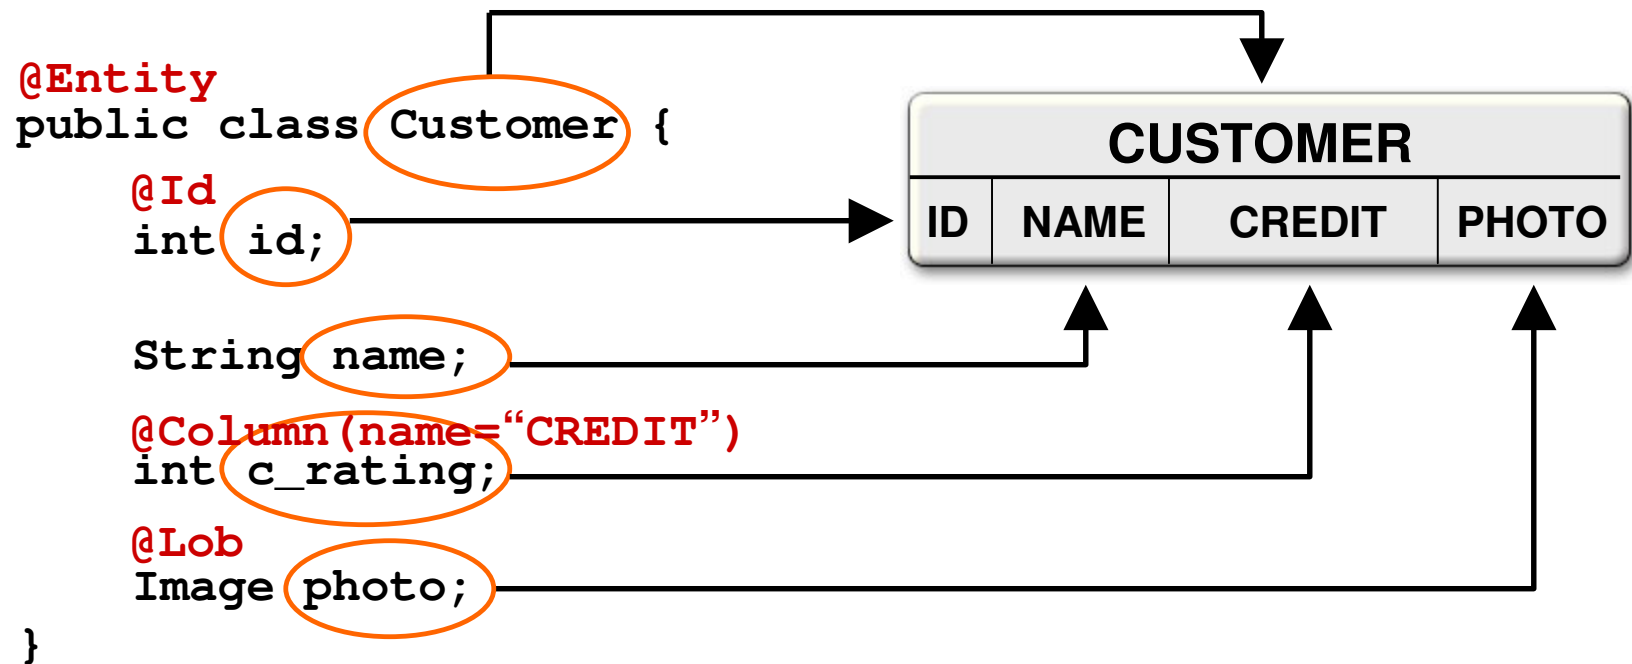 @Entity
public class Customer {
@Id
int id;
String name;
@Column(name=“CREDIT”)
int c_rating;
@Lob
Image photo;
}
CUSTOMER
ID NAME CREDIT PHOTO